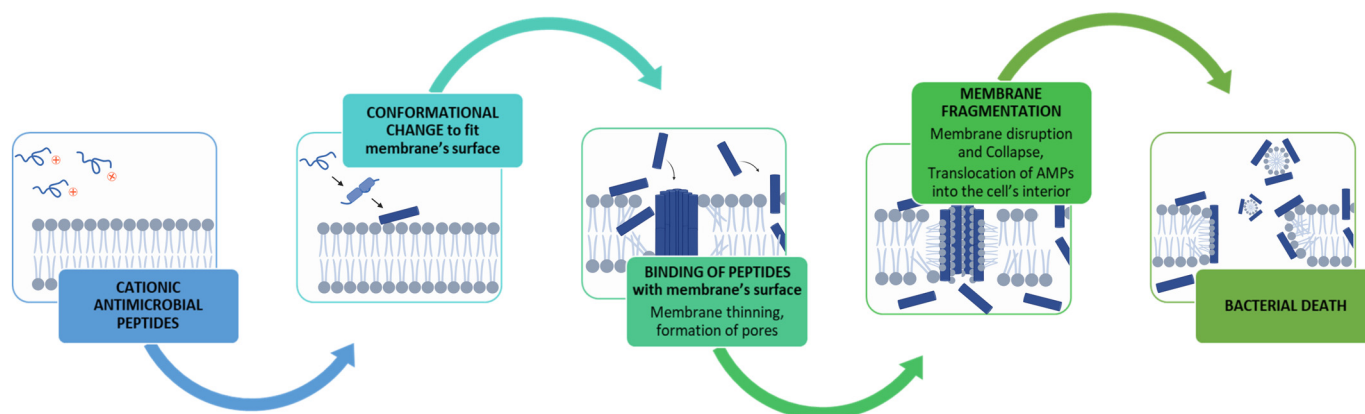 CATIONIC
ANTIMICROBIAL
PEPTIDES
CONFORMATIONAL
CHANGE to fit
membrane's surface
BINDING OF PEPTIDES
with membrane's surface
Membrane thinning,
formation of pores
MEMBRANE
FRAGMENTATION
Membrane disruption
and Collapse,
Translocation of AMPs
into the cell's interior
BACTERIAL DEATH